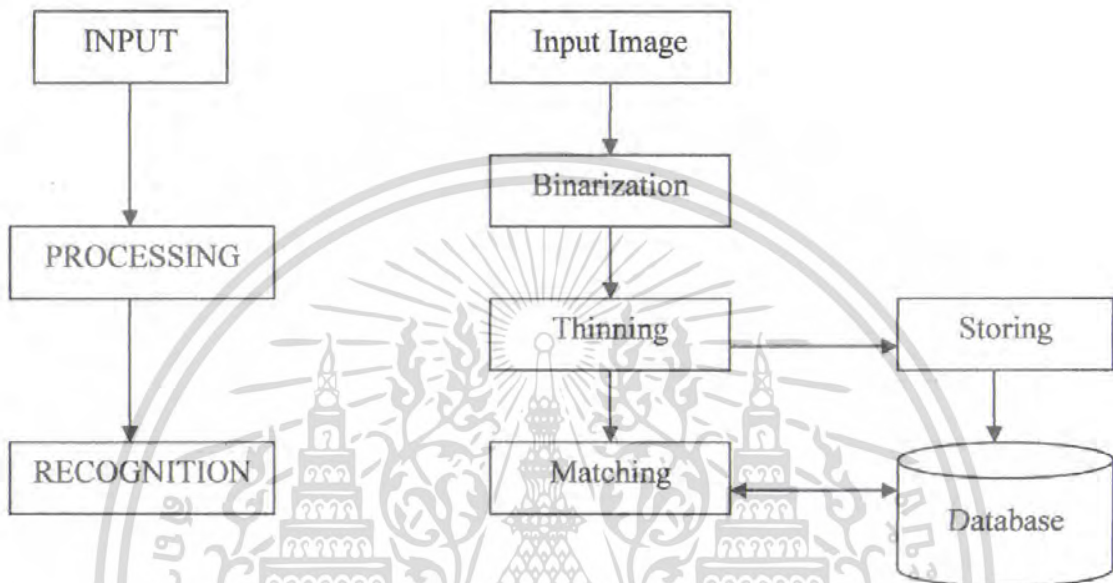 INPUT
Input Image
Binarization
PROCESSING
Thinning
Storing
RECOGNITION
Matching
Database